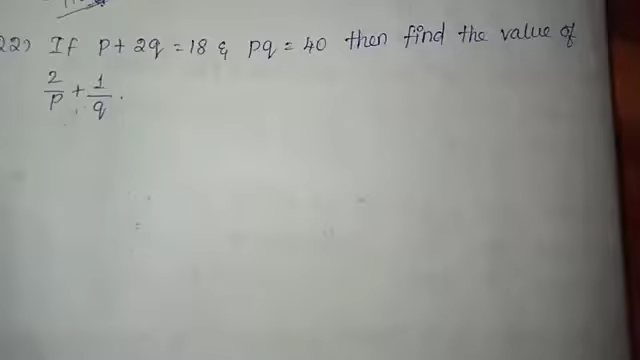 22) If p + 2q = 18 & pq = 40 then find the value of
2/p + 1/q.